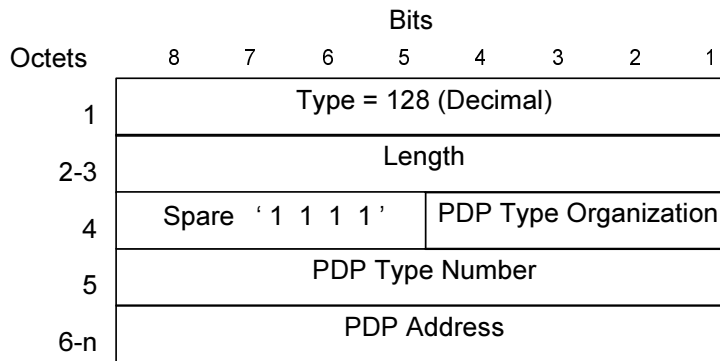 Bits
Octets 8 7 6 5 4 3 2 1
1 Type = 128 (Decimal)
2-3 Length
4 Spare ‘ 1 1 1 1 ’ PDP Type Organization
5 PDP Type Number
6-n PDP Address